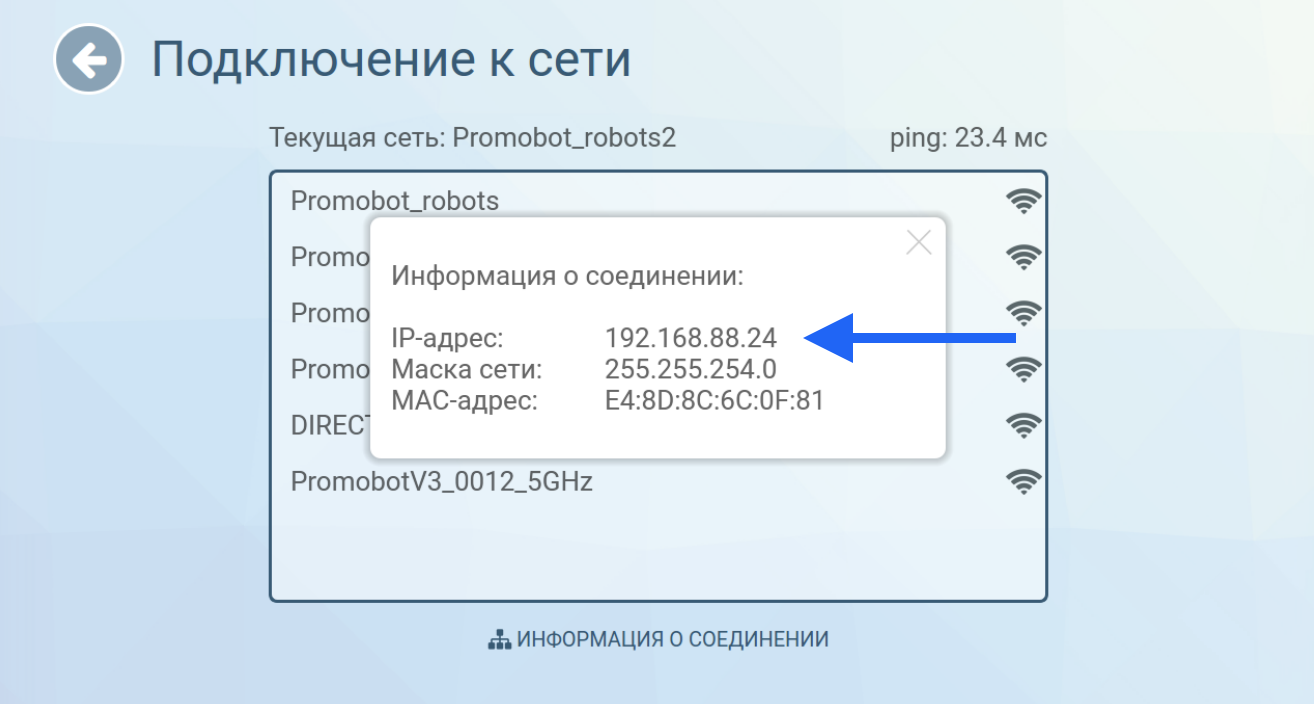 Подключение к сети
Текущая сеть: Promobot_robots2 ping: 23.4 мс
Promobot_robots
Promo
Promo
Promo
DIRECT
PromobotV3_0012_5GHz
Информация о соединении:
IP-адрес: 192.168.88.24
Маска сети: 255.255.254.0
MAC-адрес: E4:8D:8C:6C:0F:81
ИНФОРМАЦИЯ О СОЕДИНЕНИИ